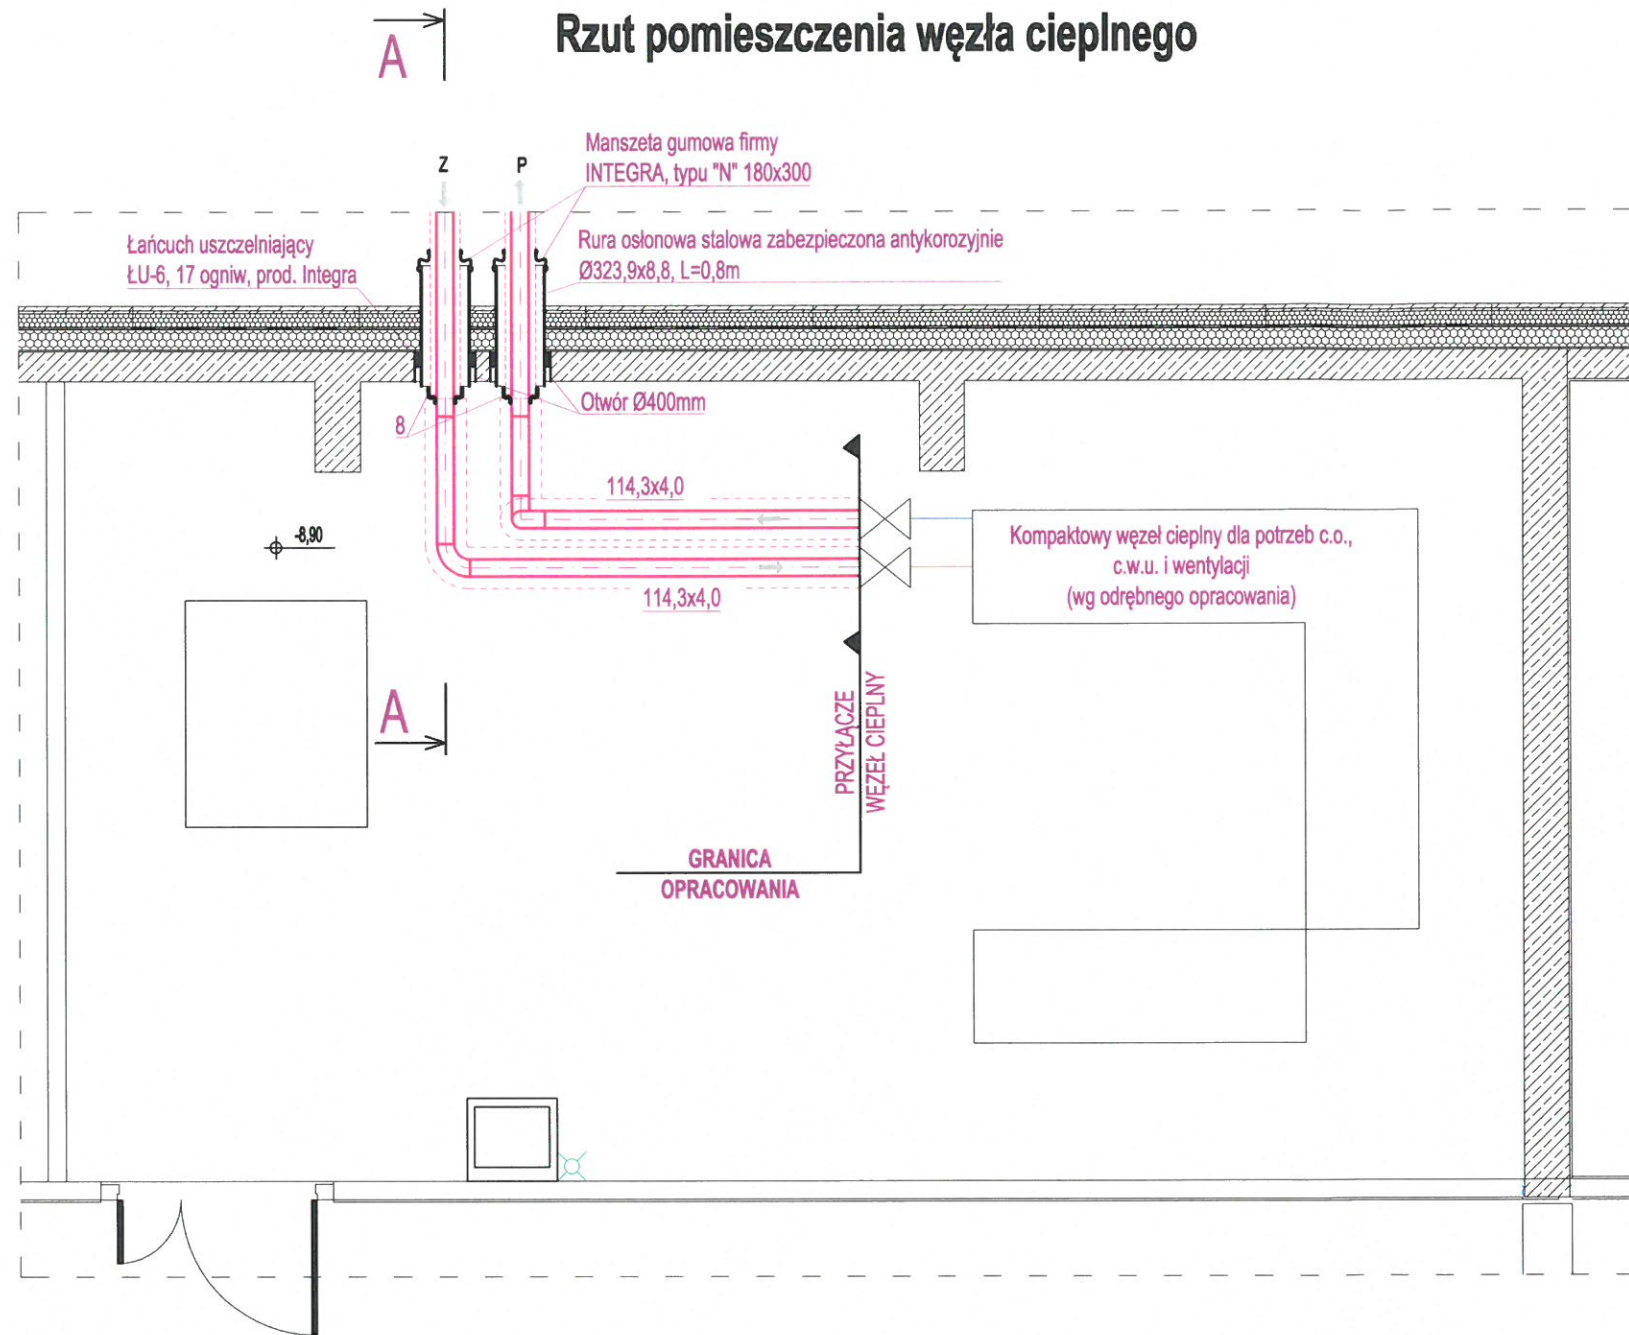 Rzut pomieszczenia węzła cieplnego
A
Z
P
Manszeta gumowa firmy
INTEGRA, typu "N" 180x300
Łańcuch uszczelniający
ŁU-6, 17 ogniw, prod. Integra
Rura osłonowa stalowa zabezpieczona antykorozyjnie
Ø323,9x8,8, L=0,8m
Otwór Ø400mm
8
114,3x4,0
-8,90
Kompaktowy węzeł cieplny dla potrzeb c.o.,
c.w.u. i wentylacji
(wg odrębnego opracowania)
114,3x4,0
A
PRZYŁĄCZE
WĘZEŁ CIEPLNY
GRANICA
OPRACOWANIA